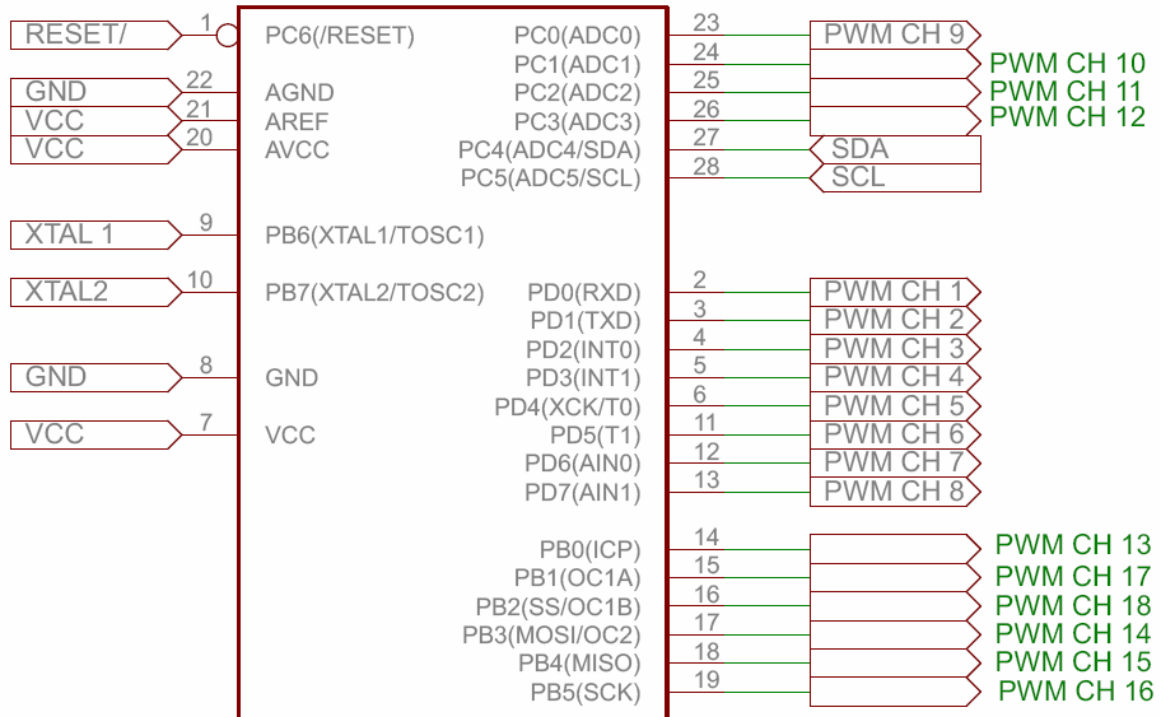 RESET/ 1 PC6(/RESET) PC0(ADC0) 23 PWM CH 9
PC1(ADC1) 24 PWM CH 10
GND 22 AGND PC2(ADC2) 25 PWM CH 11
VCC 21 AREF PC3(ADC3) 26 PWM CH 12
VCC 20 AVCC PC4(ADC4/SDA) 27 SDA
PC5(ADC5/SCL) 28 SCL
XTAL 1 9 PB6(XTAL1/TOSC1)
XTAL2 10 PB7(XTAL2/TOSC2) PD0(RXD) 2 PWM CH 1
PD1(TXD) 3 PWM CH 2
PD2(INT0) 4 PWM CH 3
GND 8 GND PD3(INT1) 5 PWM CH 4
PD4(XCK/T0) 6 PWM CH 5
VCC 7 VCC PD5(T1) 11 PWM CH 6
PD6(AIN0) 12 PWM CH 7
PD7(AIN1) 13 PWM CH 8
PB0(ICP) 14 PWM CH 13
PB1(OC1A) 15 PWM CH 17
PB2(SS/OC1B) 16 PWM CH 18
PB3(MOSI/OC2) 17 PWM CH 14
PB4(MISO) 18 PWM CH 15
PB5(SCK) 19 PWM CH 16